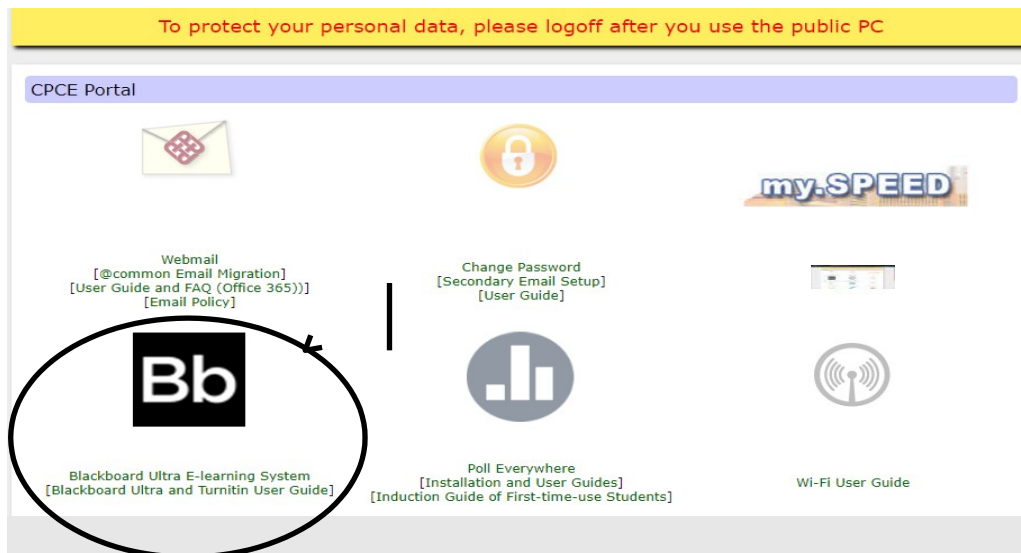 To protect your personal data, please logoff after you use the public PC
CPCE Portal
my.SPEED
Webmail
[@common Email Migration]
[User Guide and FAQ (Office 365))]
[Email Policy]
Change Password
[Secondary Email Setup]
[User Guide]
Bb
Blackboard Ultra E-learning System
[Blackboard Ultra and Turnitin User Guide]
Poll Everywhere
[Installation and User Guides]
[Induction Guide of First-time-use Students]
Wi-Fi User Guide